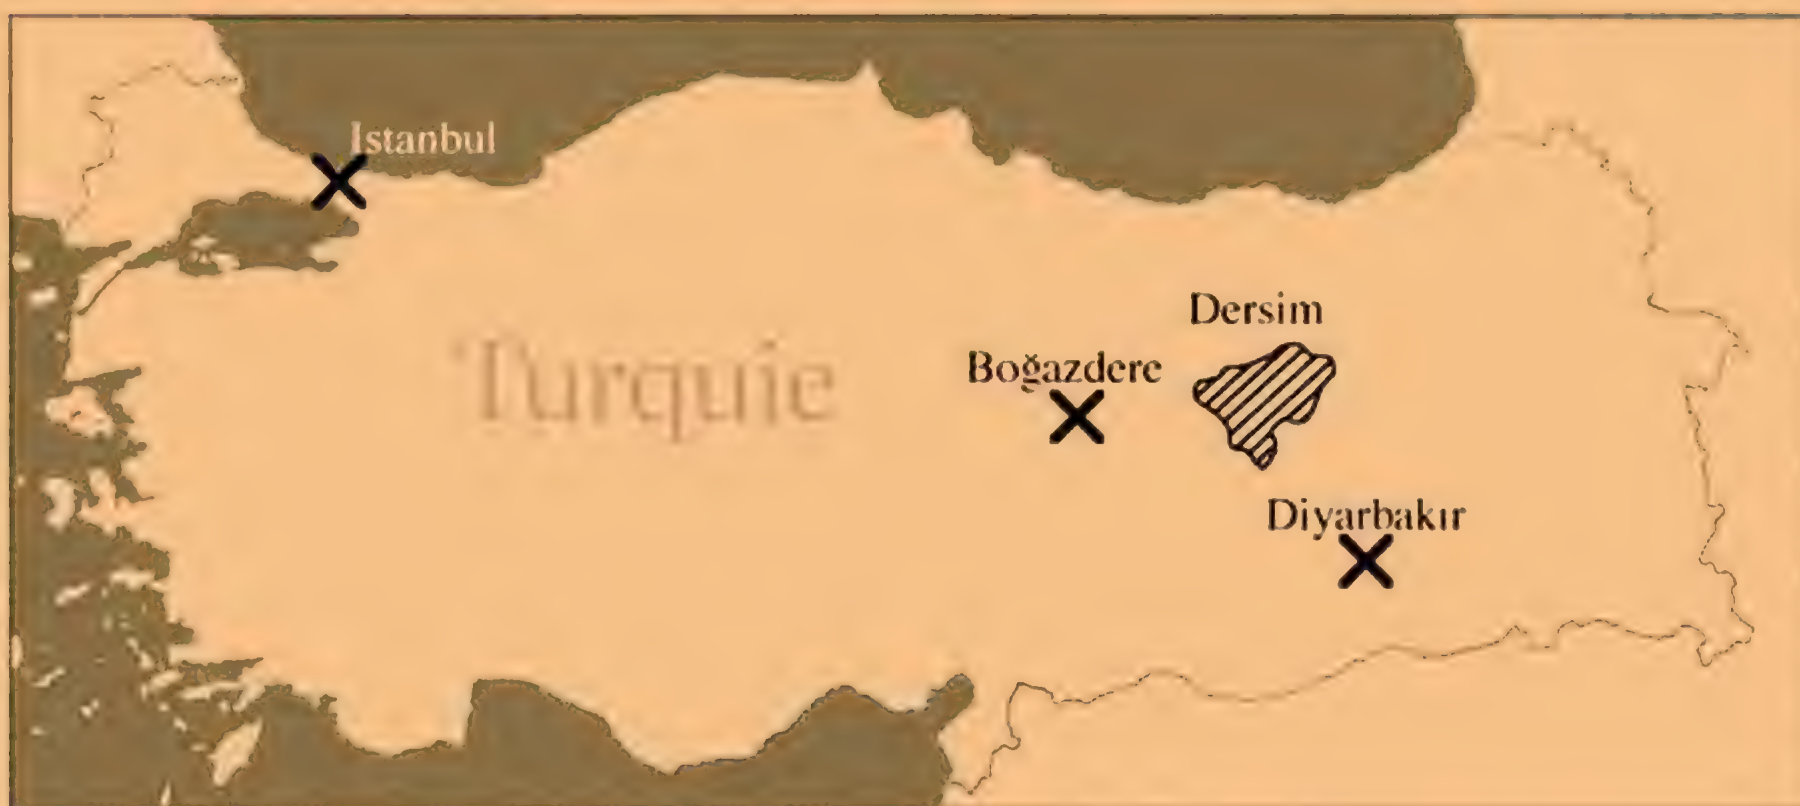 Istanbul
Dersim
Turquie
Boğazdere
Diyarbakır